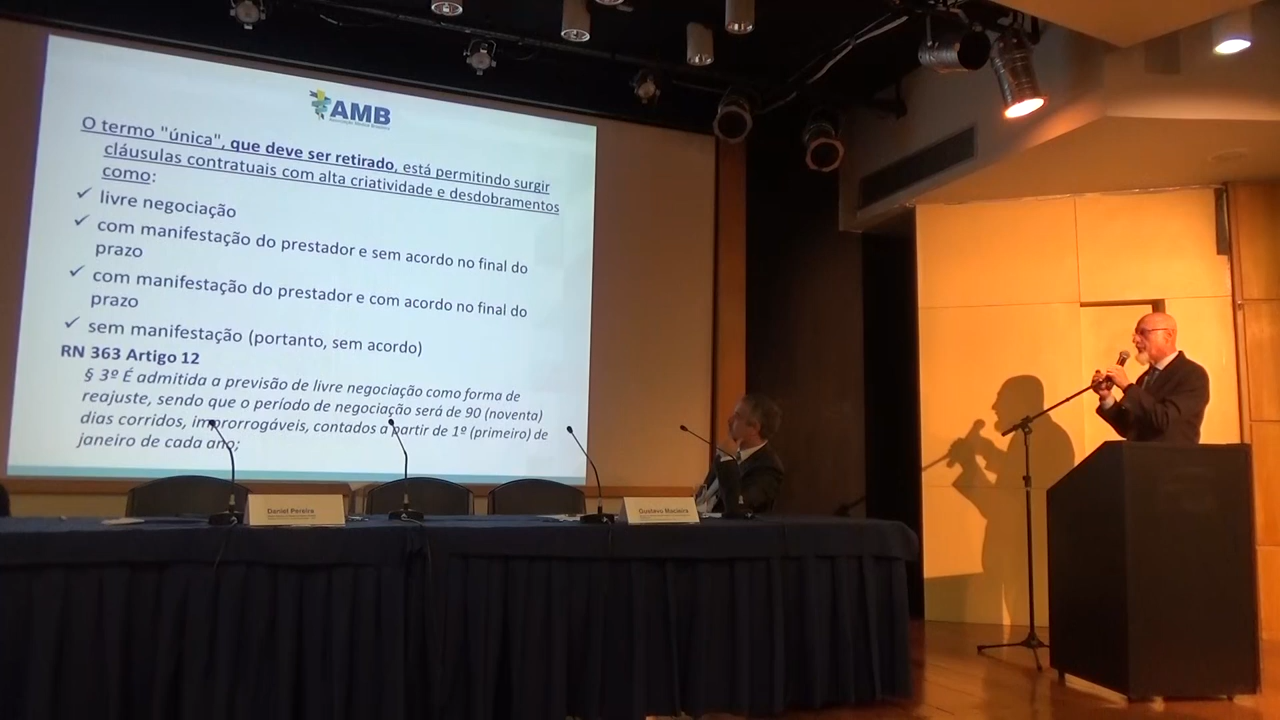 AMB
O termo "única", que deve ser retirado, está permitindo surgir
cláusulas contratuais com alta criatividade e desdobramentos
como:
✓ livre negociação
✓ com manifestação do prestador e sem acordo no final do
prazo
✓ com manifestação do prestador e com acordo no final do
prazo
✓ sem manifestação (portanto, sem acordo)
RN 363 Artigo 12
§ 3º É admitida a previsão de livre negociação como forma de
reajuste, sendo que o período de negociação será de 90 (noventa)
dias corridos, improrrogáveis, contados a partir de 1º (primeiro) de
janeiro de cada ano;
Daniel Pereira
Gustavo Macieira